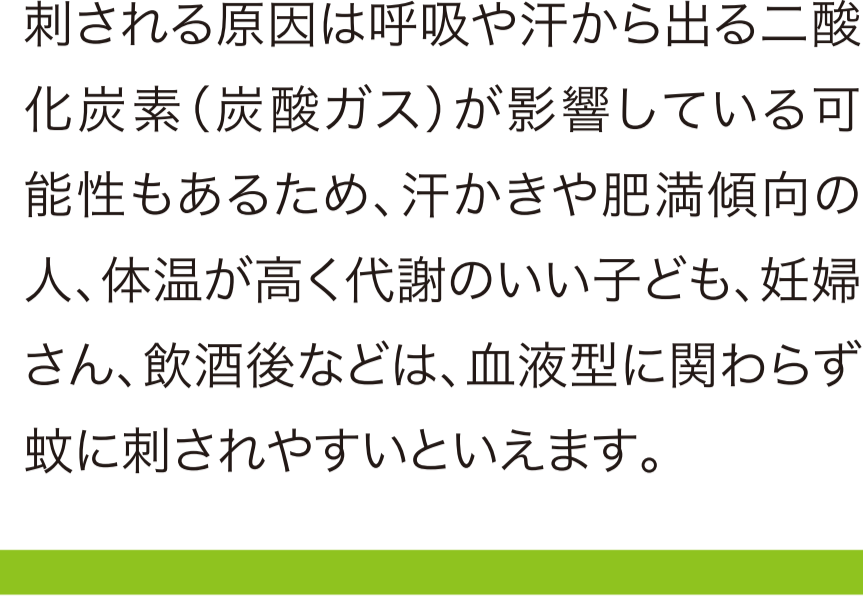 刺される原因は呼吸や汗から出る二酸
化炭素（炭酸ガス）が影響している可
能性もあるため、汗かきや肥満傾向の
人、体温が高く代謝のいい子ども、妊婦
さん、飲酒後などは、血液型に関わらず
蚊に刺されやすいといえます。